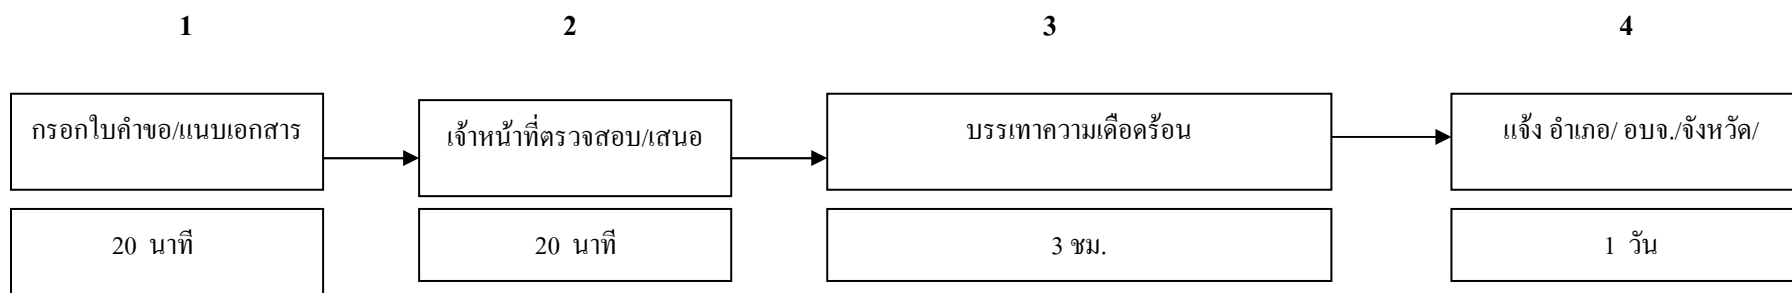 1 2 3 4
กรอกใบคำขอ/แนบเอกสาร เจ้าหน้าที่ตรวจสอบ/เสนอ บรรเทาความเดือดร้อน แจ้ง อำเภอ/ อบจ./จังหวัด/
20 นาที 20 นาที 3 ชม. 1 วัน